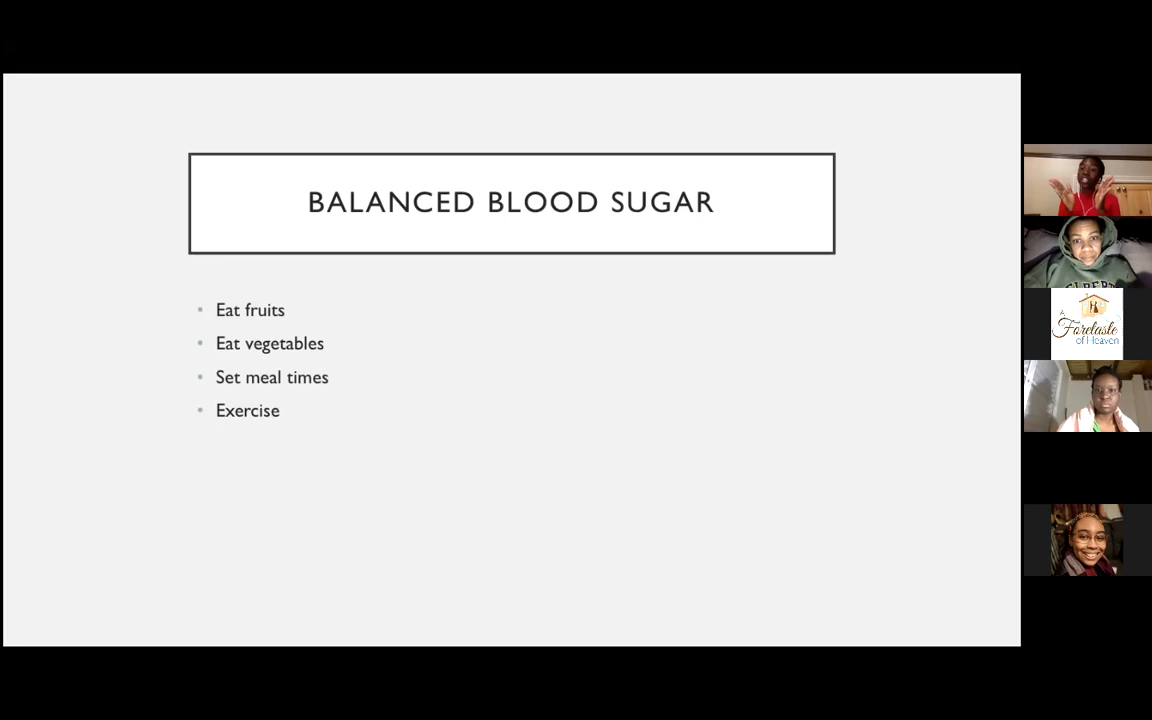 BALANCED BLOOD SUGAR
• Eat fruits
• Eat vegetables
• Set meal times
• Exercise
A
Foretaste
of Heaven